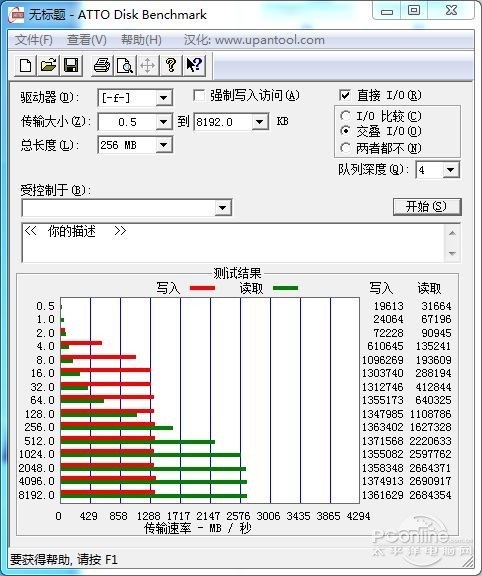 无标题 - ATTO Disk Benchmark
文件(F) 查看(V) 帮助(H) 汉化: www.upantool.com
驱动器(D): [-f-] 强制写入访问(A) 直接 I/O(R)
传输大小(Z): 0.5 到 8192.0 KB I/O 比较(C)
交叠 I/O(O)
总长度(L): 256 MB 两者都不(N)
队列深度(Q): 4
受控制于(B):
开始(S)
<< 你的描述 >>
测试结果
写入 读取 写入 读取
0.5 19613 31664
1.0 24064 67196
2.0 72228 90945
4.0 610645 135241
8.0 1096269 193609
16.0 1303740 288194
32.0 1312746 412844
64.0 1355173 640325
128.0 1347985 1108786
256.0 1363402 1627328
512.0 1371568 2220633
1024.0 1355082 2597762
2048.0 1358348 2664371
4096.0 1374913 2690917
8192.0 1361629 2684354
0 429 858 1288 1717 2147 2576 3006 3435 3865 4294
传输速率 - MB / 秒
PConline
太平洋电脑网
要获得帮助, 请按 F1